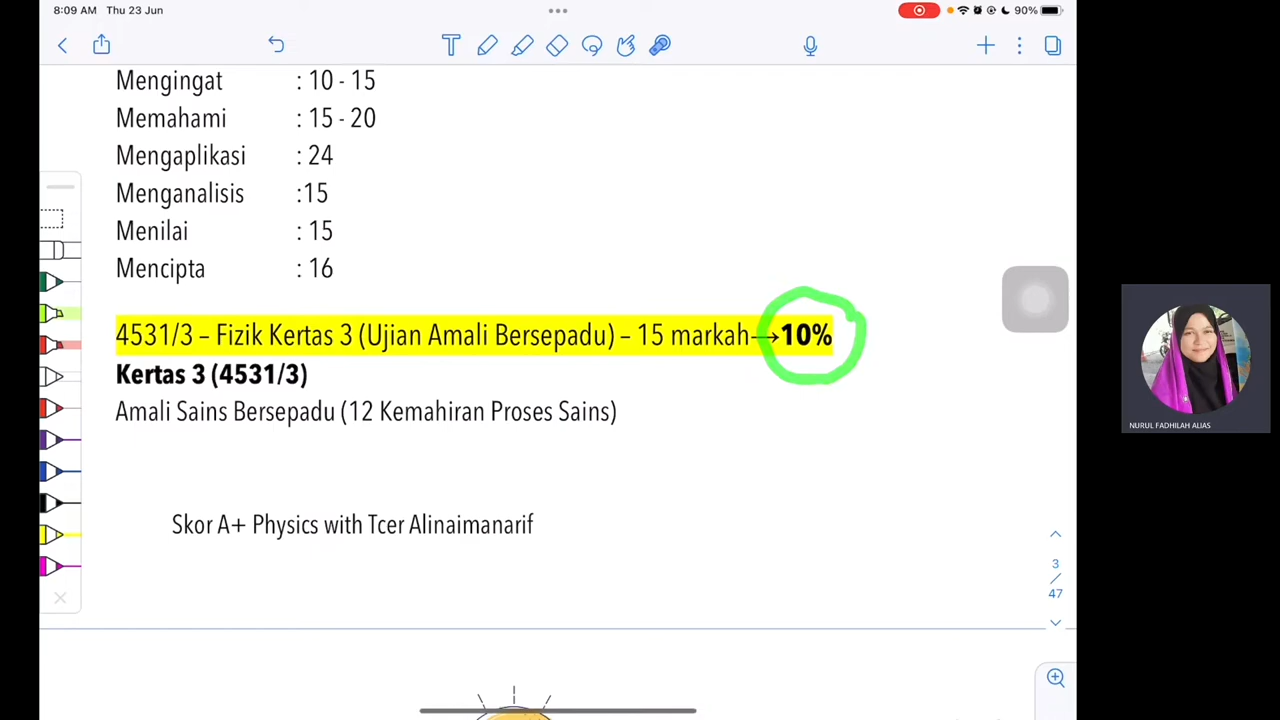 8:09 AM Thu 23 Jun
90%
Mengingat : 10 - 15
Memahami : 15 - 20
Mengaplikasi : 24
Menganalisis :15
Menilai : 15
Mencipta : 16
4531/3 – Fizik Kertas 3 (Ujian Amali Bersepadu) – 15 markah→10%
Kertas 3 (4531/3)
Amali Sains Bersepadu (12 Kemahiran Proses Sains)
Skor A+ Physics with Tcer Alinaimanarif
3
/
47
NURUL FADHILAH ALIAS